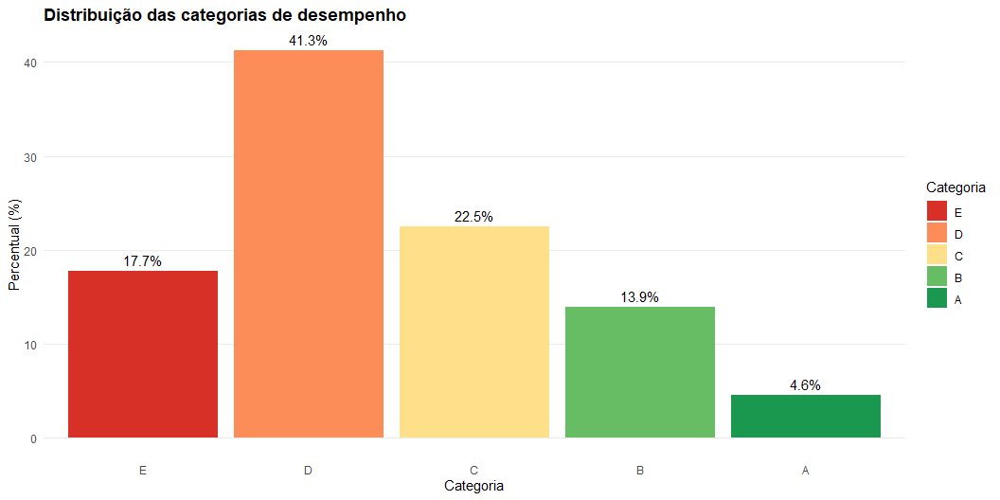 Distribuição das categorias de desempenho
41.3%
40
30
22.5%
20
17.7%
13.9%
10
4.6%
0
Percentual (%)
E D C B A
Categoria
Categoria
E
D
C
B
A